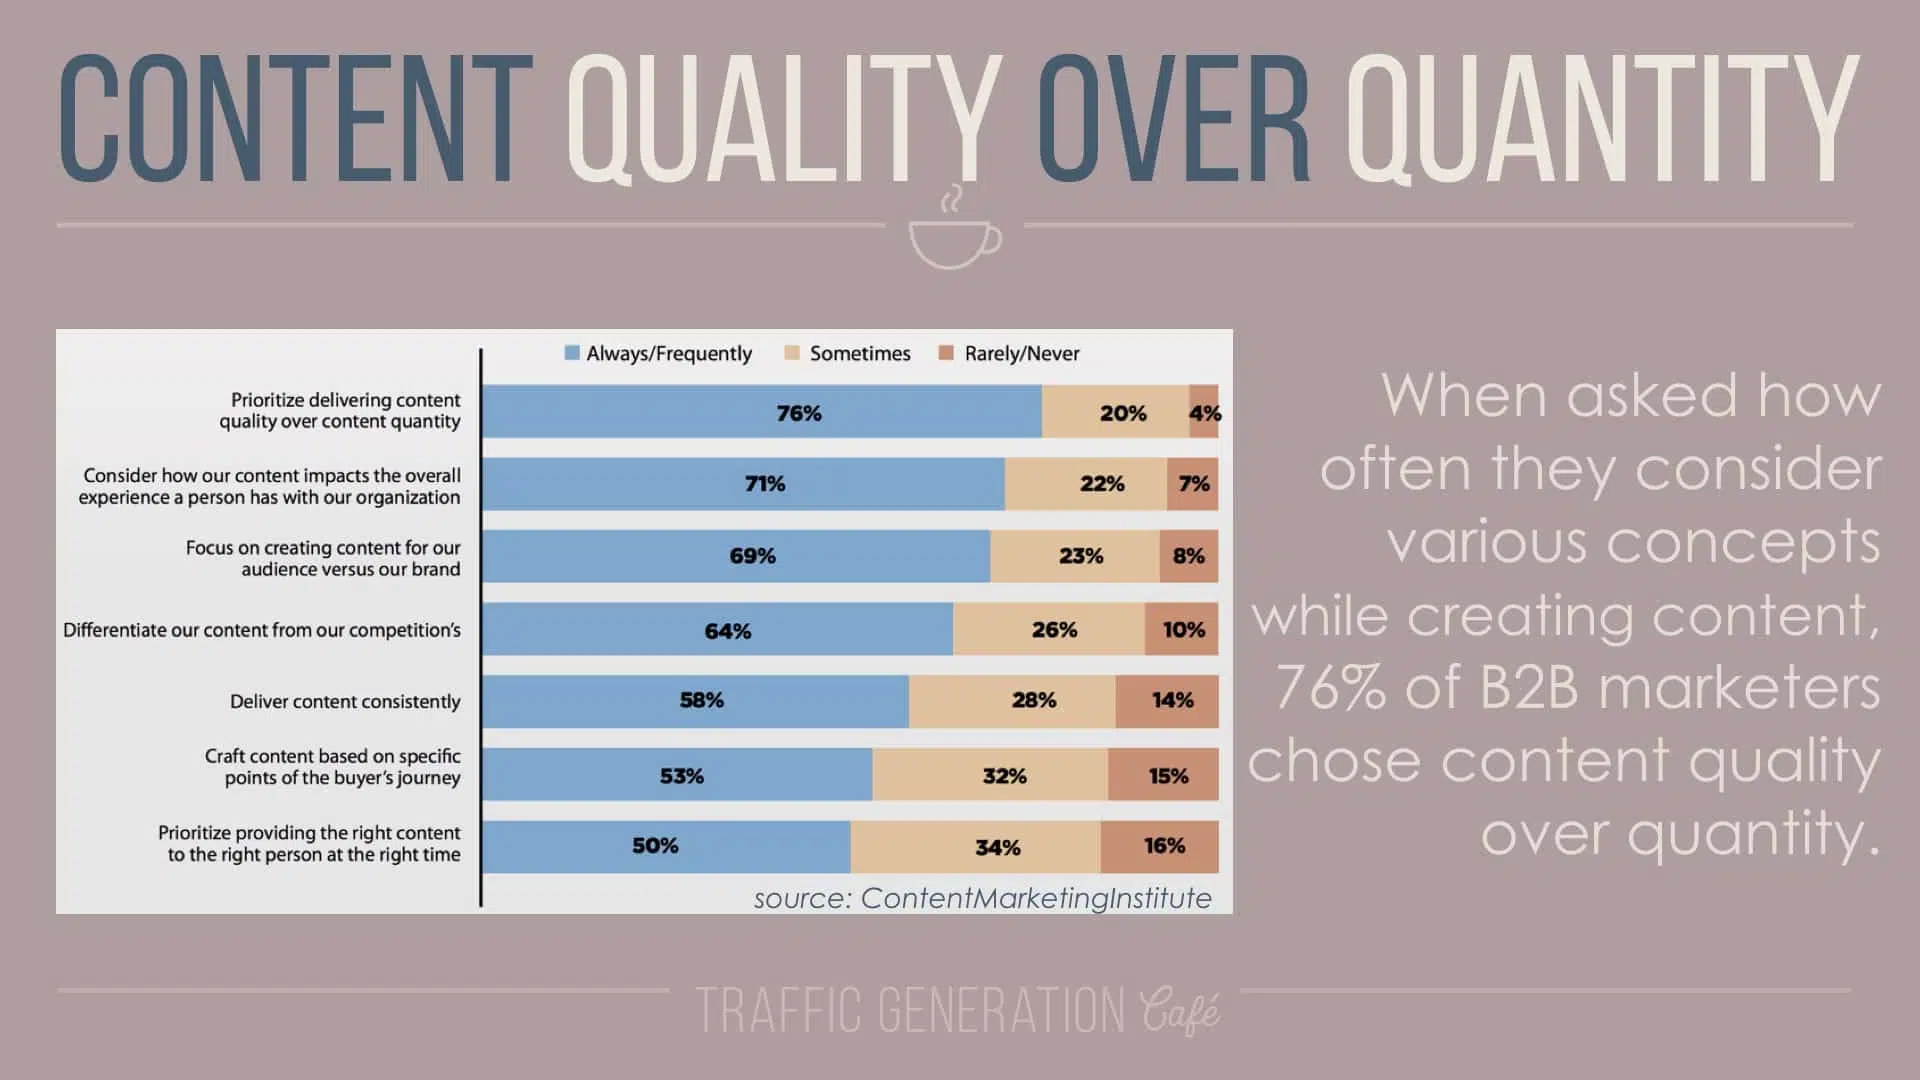 CONTENT QUALITY OVER QUANTITY
Always/Frequently Sometimes Rarely/Never
Prioritize delivering content
quality over content quantity
76% 20% 4%
Consider how our content impacts the overall
experience a person has with our organization
71% 22% 7%
Focus on creating content for our
audience versus our brand
69% 23% 8%
Differentiate our content from our competition's
64% 26% 10%
Deliver content consistently
58% 28% 14%
Craft content based on specific
points of the buyer's journey
53% 32% 15%
Prioritize providing the right content
to the right person at the right time
50% 34% 16%
source: ContentMarketingInstitute
When asked how
often they consider
various concepts
while creating content,
76% of B2B marketers
chose content quality
over quantity.
TRAFFIC GENERATION Café